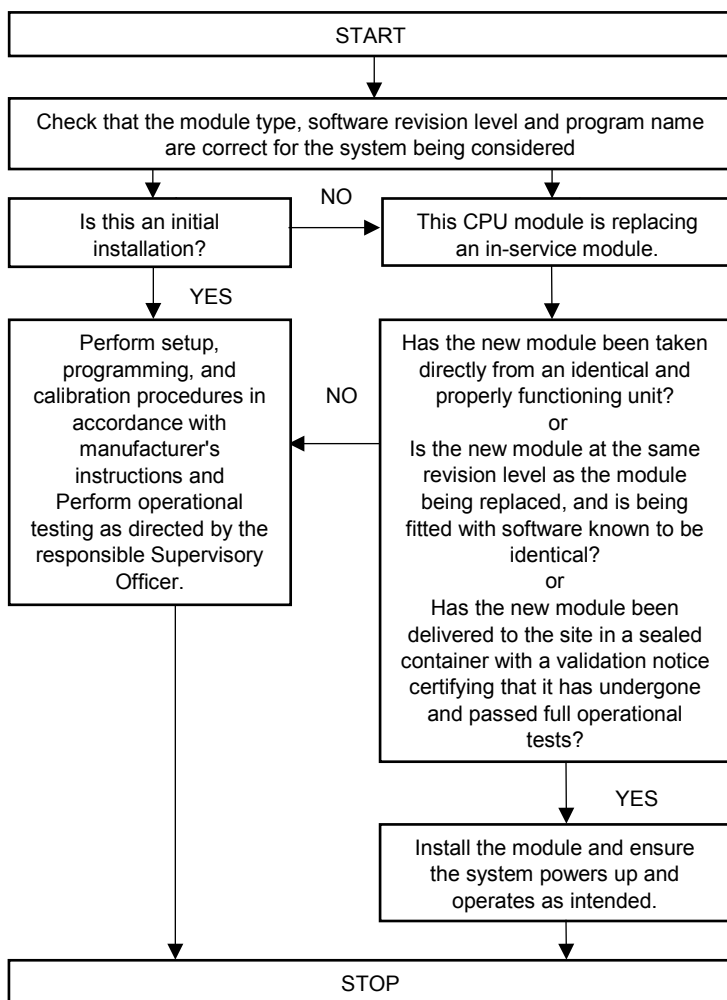 START
Check that the module type, software revision level and program name
are correct for the system being considered
Is this an initial
installation?
NO
This CPU module is replacing
an in-service module.
YES
Perform setup,
programming, and
calibration procedures in
accordance with
manufacturer's
instructions and
Perform operational
testing as directed by the
responsible Supervisory
Officer.
NO
Has the new module been taken
directly from an identical and
properly functioning unit?
or
Is the new module at the same
revision level as the module
being replaced, and is being
fitted with software known to be
identical?
or
Has the new module been
delivered to the site in a sealed
container with a validation notice
certifying that it has undergone
and passed full operational
tests?
YES
Install the module and ensure
the system powers up and
operates as intended.
STOP